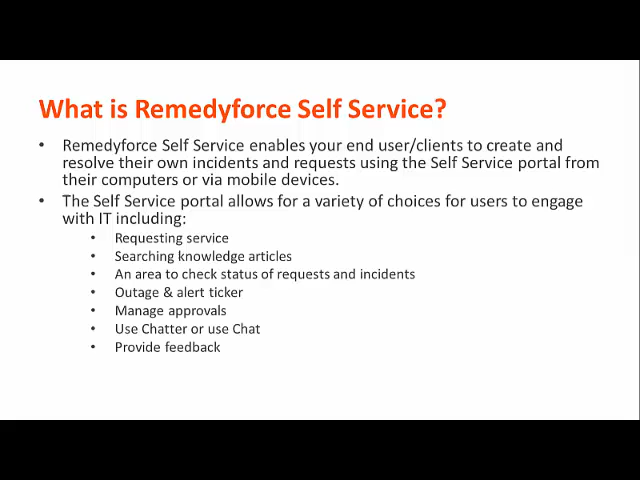 What is Remedyforce Self Service?
• Remedyforce Self Service enables your end user/clients to create and
resolve their own incidents and requests using the Self Service portal from
their computers or via mobile devices.
• The Self Service portal allows for a variety of choices for users to engage
with IT including:
• Requesting service
• Searching knowledge articles
• An area to check status of requests and incidents
• Outage & alert ticker
• Manage approvals
• Use Chatter or use Chat
• Provide feedback